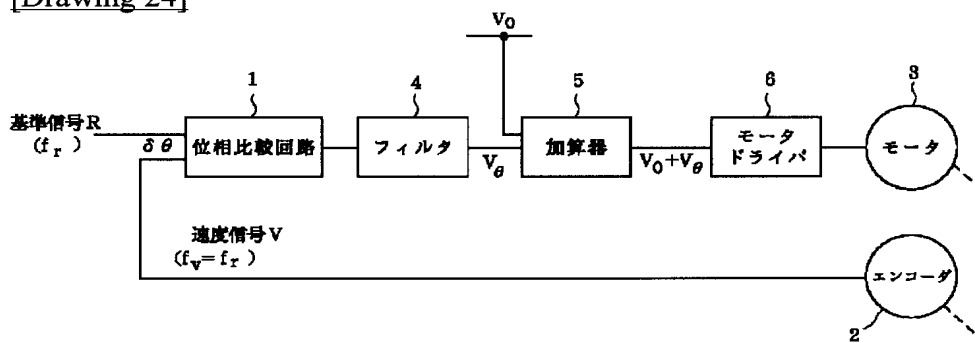 [Drawing 24]
V₀
1
4
5
6
3
基準信号R
(fᵣ)
δθ
位相比較回路
フィルタ
V_θ
加算器
V₀+V_θ
モータ
ドライバ
モータ
速度信号V
(fᵥ=fᵣ)
エンコーダ
2